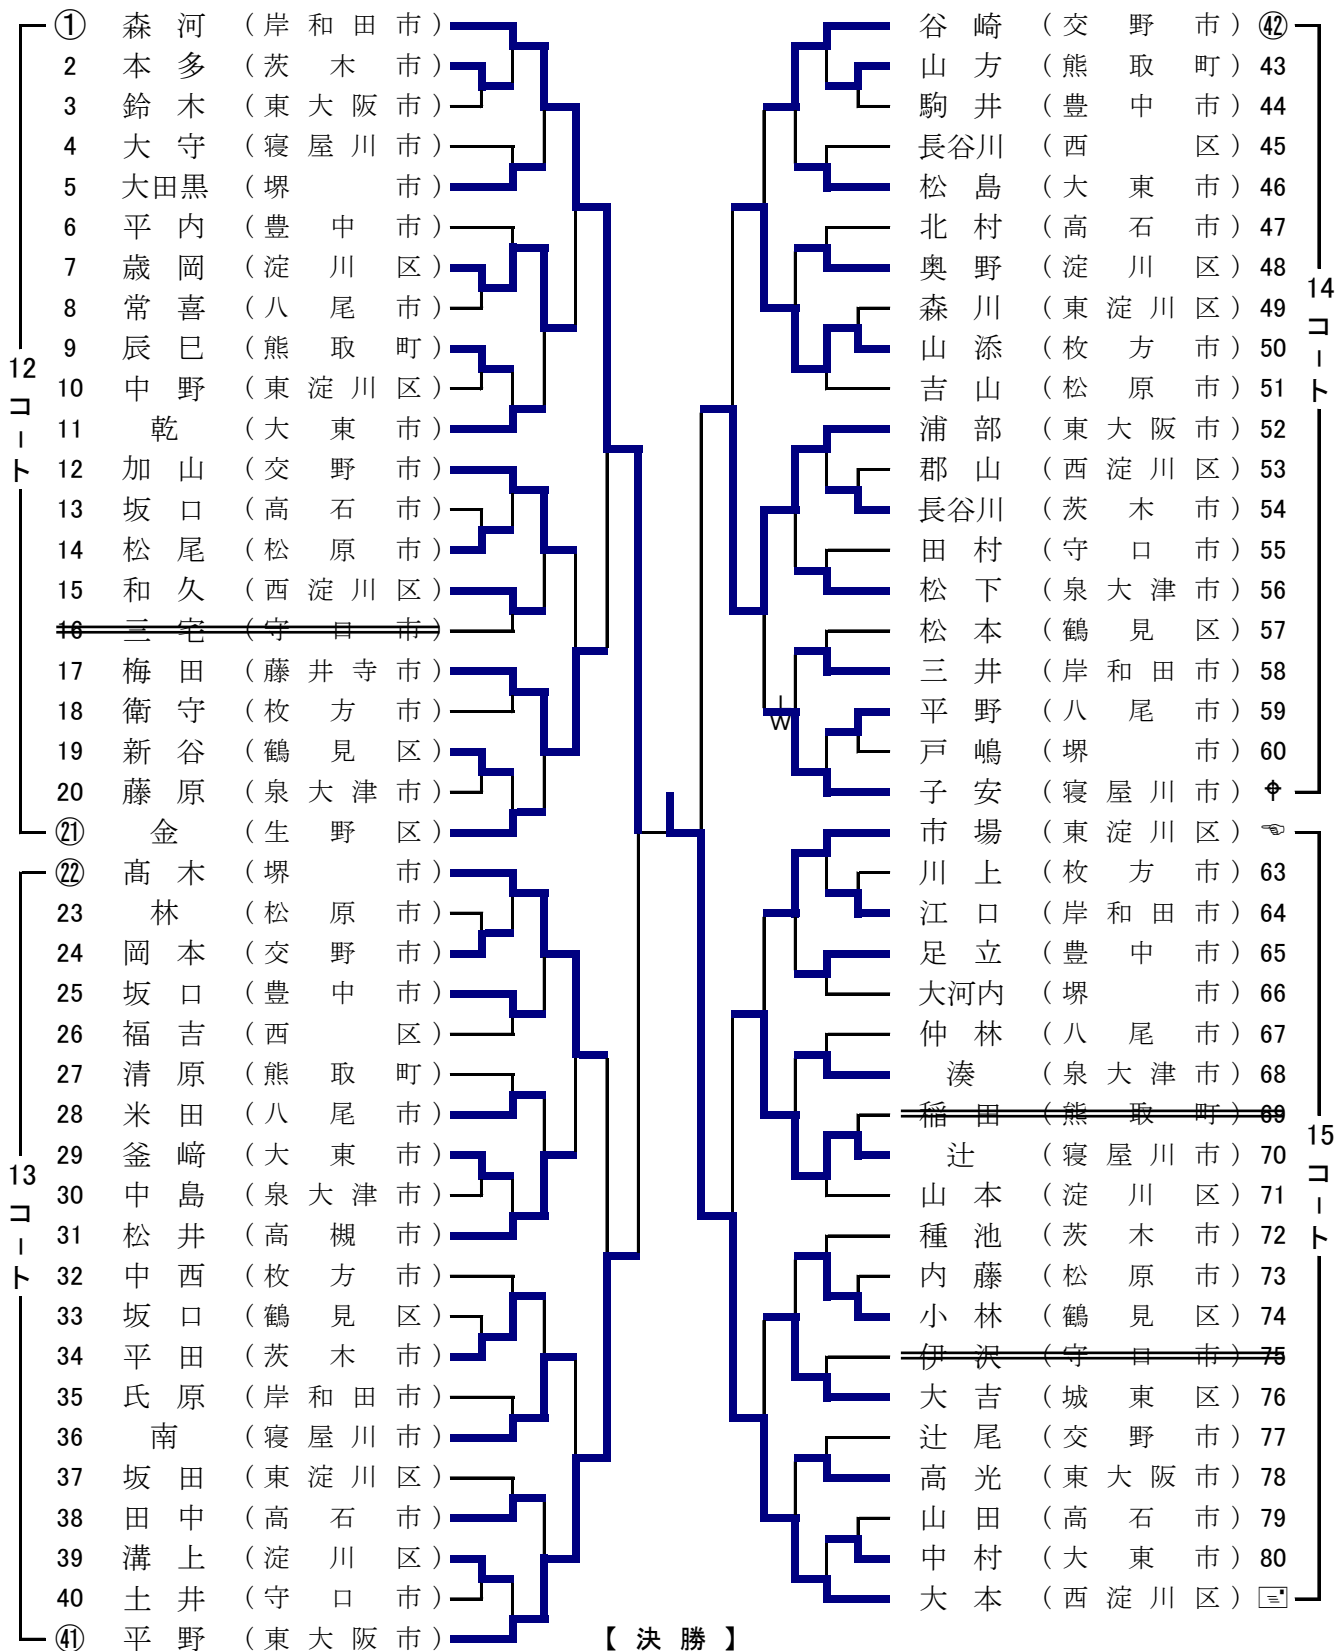 ① 森河 (岸和田市)
2 本多 (茨木市)
3 鈴木 (東大阪市)
4 大守 (寝屋川市)
5 大田黒 (堺市)
6 平内 (豊中市)
7 歳岡 (淀川区)
8 常喜 (八尾市)
9 辰巳 (熊取町)
10 中野 (東淀川区)
11 乾 (大東市)
12 加山 (交野市)
13 坂口 (高石市)
14 松尾 (松原市)
15 和久 (西淀川区)
16 三宅 (守口市)
17 梅田 (藤井寺市)
18 衛守 (枚方市)
19 新谷 (鶴見区)
20 藤原 (泉大津市)
㉑ 金 (生野区)
12コート
㉒ 髙木 (堺市)
23 林 (松原市)
24 岡本 (交野市)
25 坂口 (豊中市)
26 福吉 (西区)
27 清原 (熊取町)
28 米田 (八尾市)
29 釜﨑 (大東市)
30 中島 (泉大津市)
31 松井 (高槻市)
32 中西 (枚方市)
33 坂口 (鶴見区)
34 平田 (茨木市)
35 氏原 (岸和田市)
36 南 (寝屋川市)
37 坂田 (東淀川区)
38 田中 (高石市)
39 溝上 (淀川区)
40 土井 (守口市)
㊶ 平野 (東大阪市)
13コート
谷崎 (交野市) ㊷
山方 (熊取町) 43
駒井 (豊中市) 44
長谷川 (西区) 45
松島 (大東市) 46
北村 (高石市) 47
奥野 (淀川区) 48
森川 (東淀川区) 49
山添 (枚方市) 50
吉山 (松原市) 51
浦部 (東大阪市) 52
郡山 (西淀川区) 53
長谷川 (茨木市) 54
田村 (守口市) 55
松下 (泉大津市) 56
松本 (鶴見区) 57
三井 (岸和田市) 58
平野 (八尾市) 59
戸嶋 (堺市) 60
子安 (寝屋川市)
14コート
市場 (東淀川区) ☜
川上 (枚方市) 63
江口 (岸和田市) 64
足立 (豊中市) 65
大河内 (堺市) 66
仲林 (八尾市) 67
湊 (泉大津市) 68
稲田 (熊取町) 69
辻 (寝屋川市) 70
山本 (淀川区) 71
種池 (茨木市) 72
内藤 (松原市) 73
小林 (鶴見区) 74
伊沢 (守口市) 75
大吉 (城東区) 76
辻尾 (交野市) 77
高光 (東大阪市) 78
山田 (高石市) 79
中村 (大東市) 80
大本 (西淀川区)
15コート
W
【決勝】